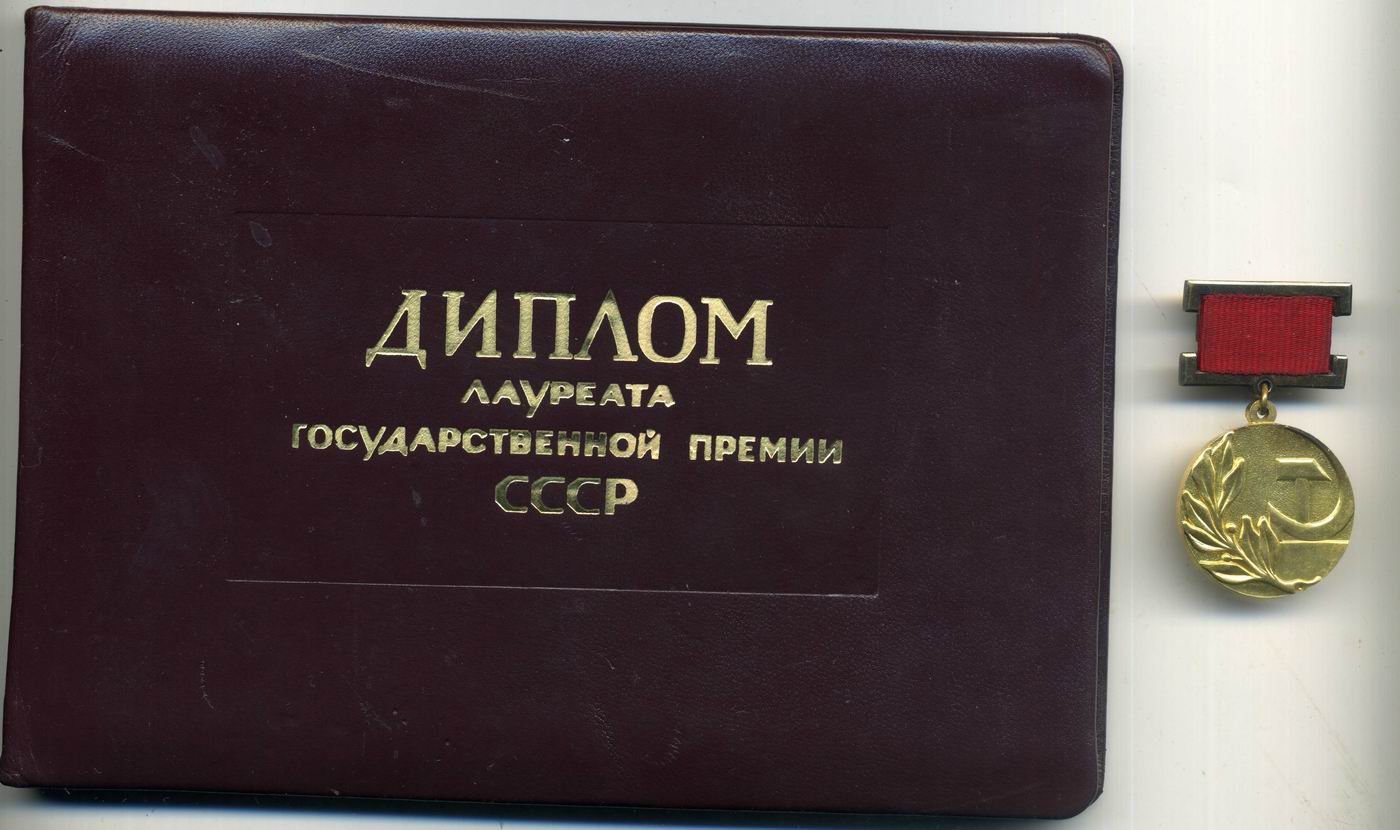 ДИПЛОМ
ЛАУРЕАТА
ГОСУДАРСТВЕННОЙ ПРЕМИИ
СССР